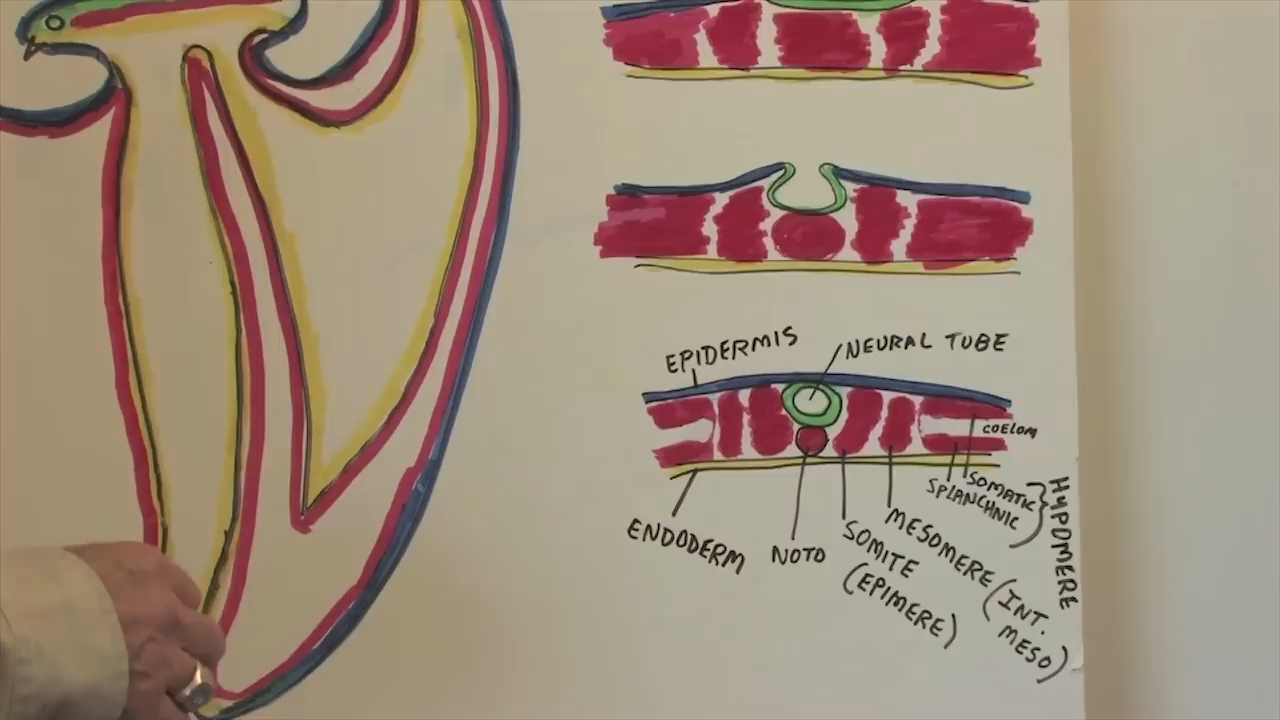 EPIDERMIS
NEURAL TUBE
COELOM
SOMATIC
SPLANCHNIC
HYPOMERE
ENDODERM
NOTO
SOMITE
(EPIMERE)
MESOMERE (INT.
MESO)